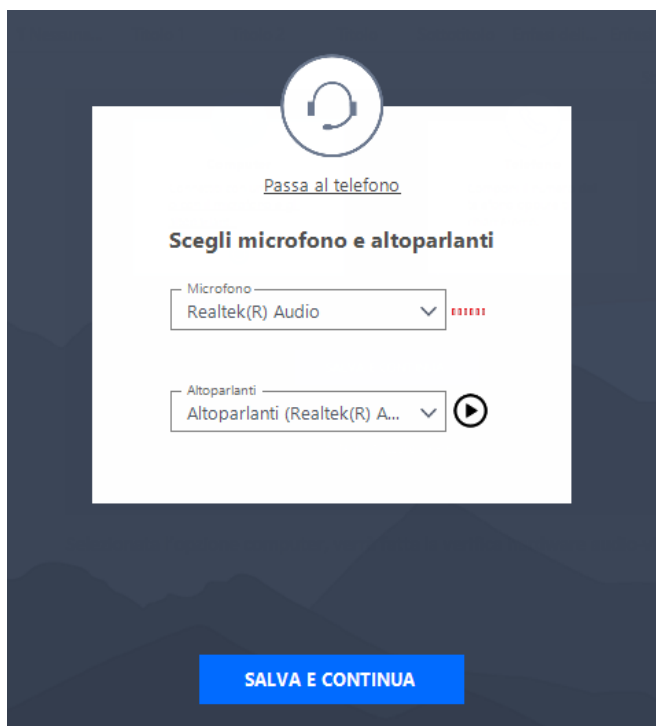 Passa al telefono
Scegli microfono e altoparlanti
Microfono
Realtek(R) Audio
Altoparlanti
Altoparlanti (Realtek(R) A...
SALVA E CONTINUA